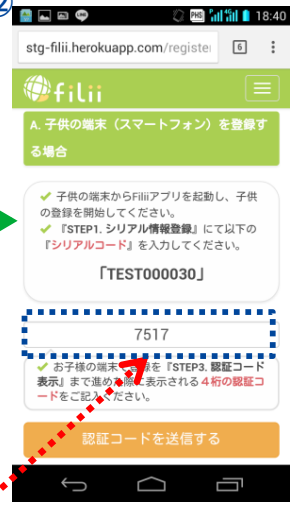 ②
PHS 3G 4G 18:40
stg-filii.herokuapp.com/registe 6
filii
A. 子供の端末（スマートフォン）を登録す
る場合
✓ 子供の端末からFiliiアプリを起動し、子供
の登録を開始してください。
✓ 『STEP1. シリアル情報登録』にて以下の
『シリアルコード』を入力してください。
「TEST000030」
7517
✓ お子様の端末で登録を『STEP3. 認証コード
表示』まで進めた際に表示される４桁の認証コ
ードをご記入ください。
認証コードを送信する